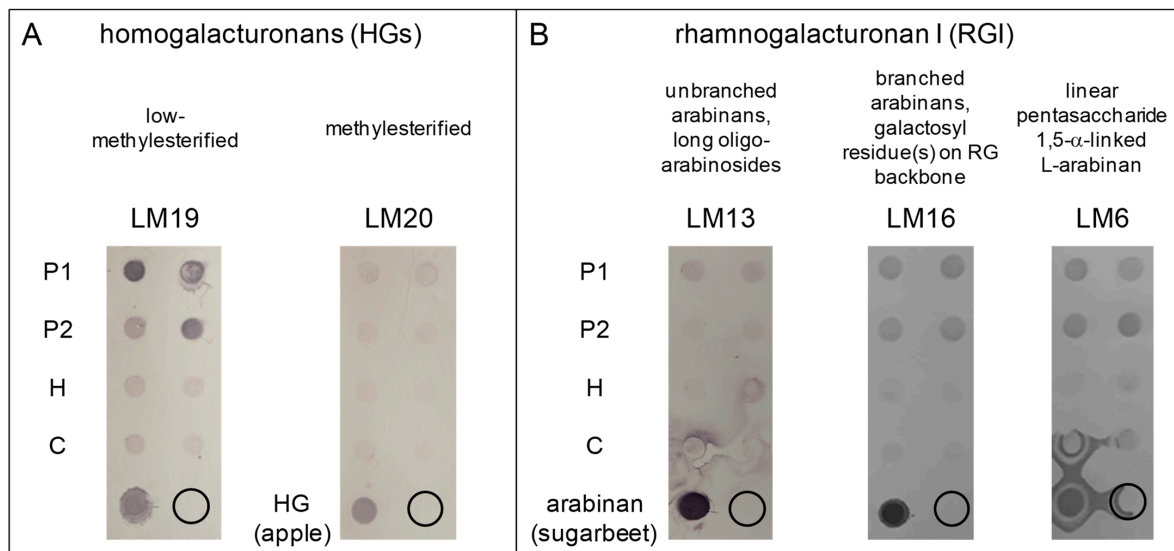 A
homogalacturonans (HGs)
low-
methylesterified
methylesterified
LM19
LM20
P1
P2
H
C
HG
(apple)
B
rhamnogalacturonan I (RGI)
unbranched
arabinans,
long oligo-
arabinosides
branched
arabinans,
galactosyl
residue(s) on RG
backbone
linear
pentasaccharide
1,5-α-linked
L-arabinan
LM13
LM16
LM6
P1
P2
H
C
arabinan
(sugarbeet)